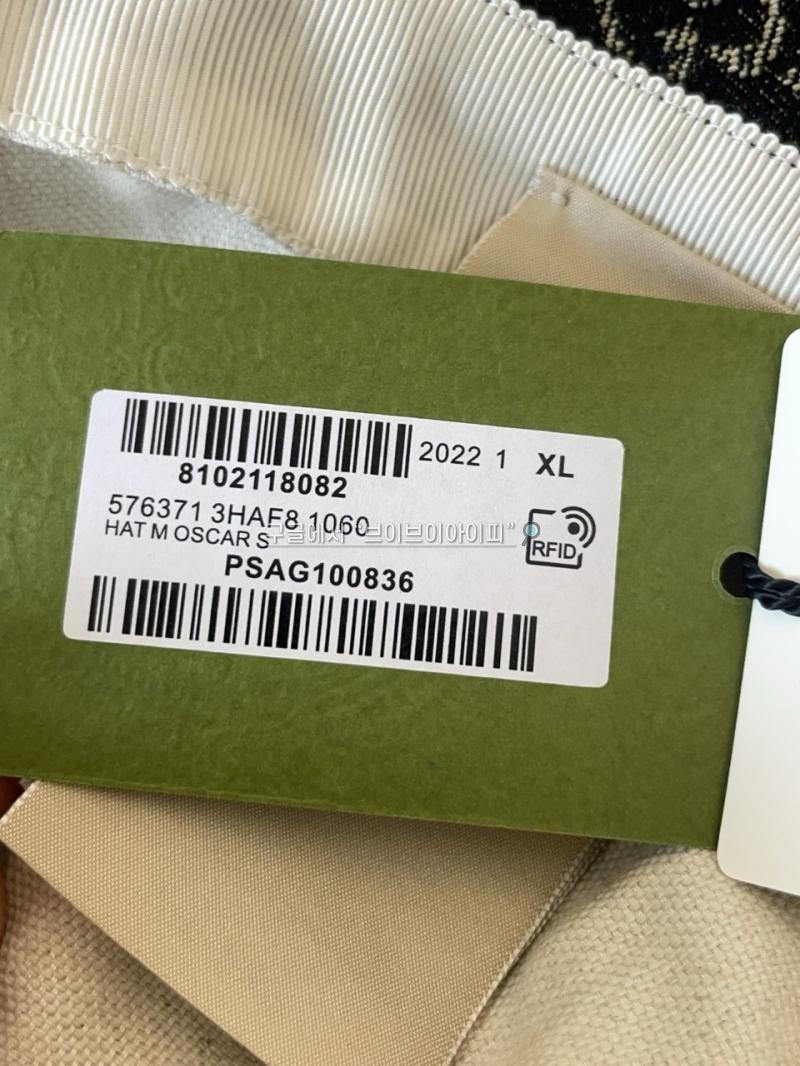 2022 1 XL
8102118082
576371 3HAF8 1060
HAT M OSCAR S
구글에서 "브이브이아이피"
RFID
PSAG100836